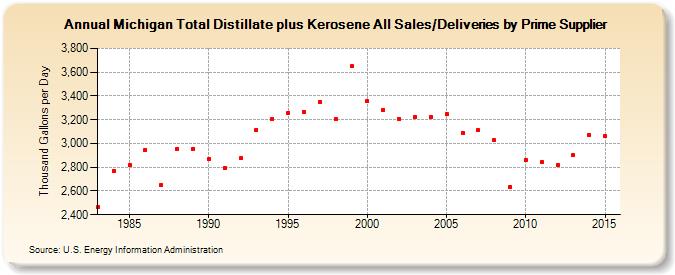 Annual Michigan Total Distillate plus Kerosene All Sales/Deliveries by Prime Supplier
Thousand Gallons per Day
3,800
3,600
3,400
3,200
3,000
2,800
2,600
2,400
1985 1990 1995 2000 2005 2010 2015
Source: U.S. Energy Information Administration